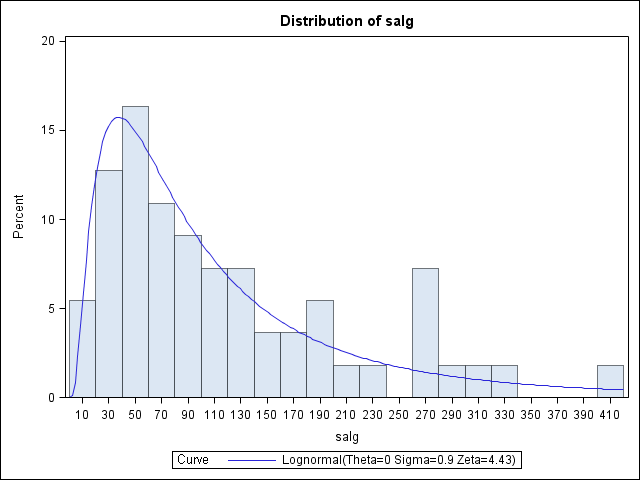 Distribution of salg
20
15
10
5
0
Percent
10 30 50 70 90 110 130 150 170 190 210 230 250 270 290 310 330 350 370 390 410
salg
Curve Lognormal(Theta=0 Sigma=0.9 Zeta=4.43)